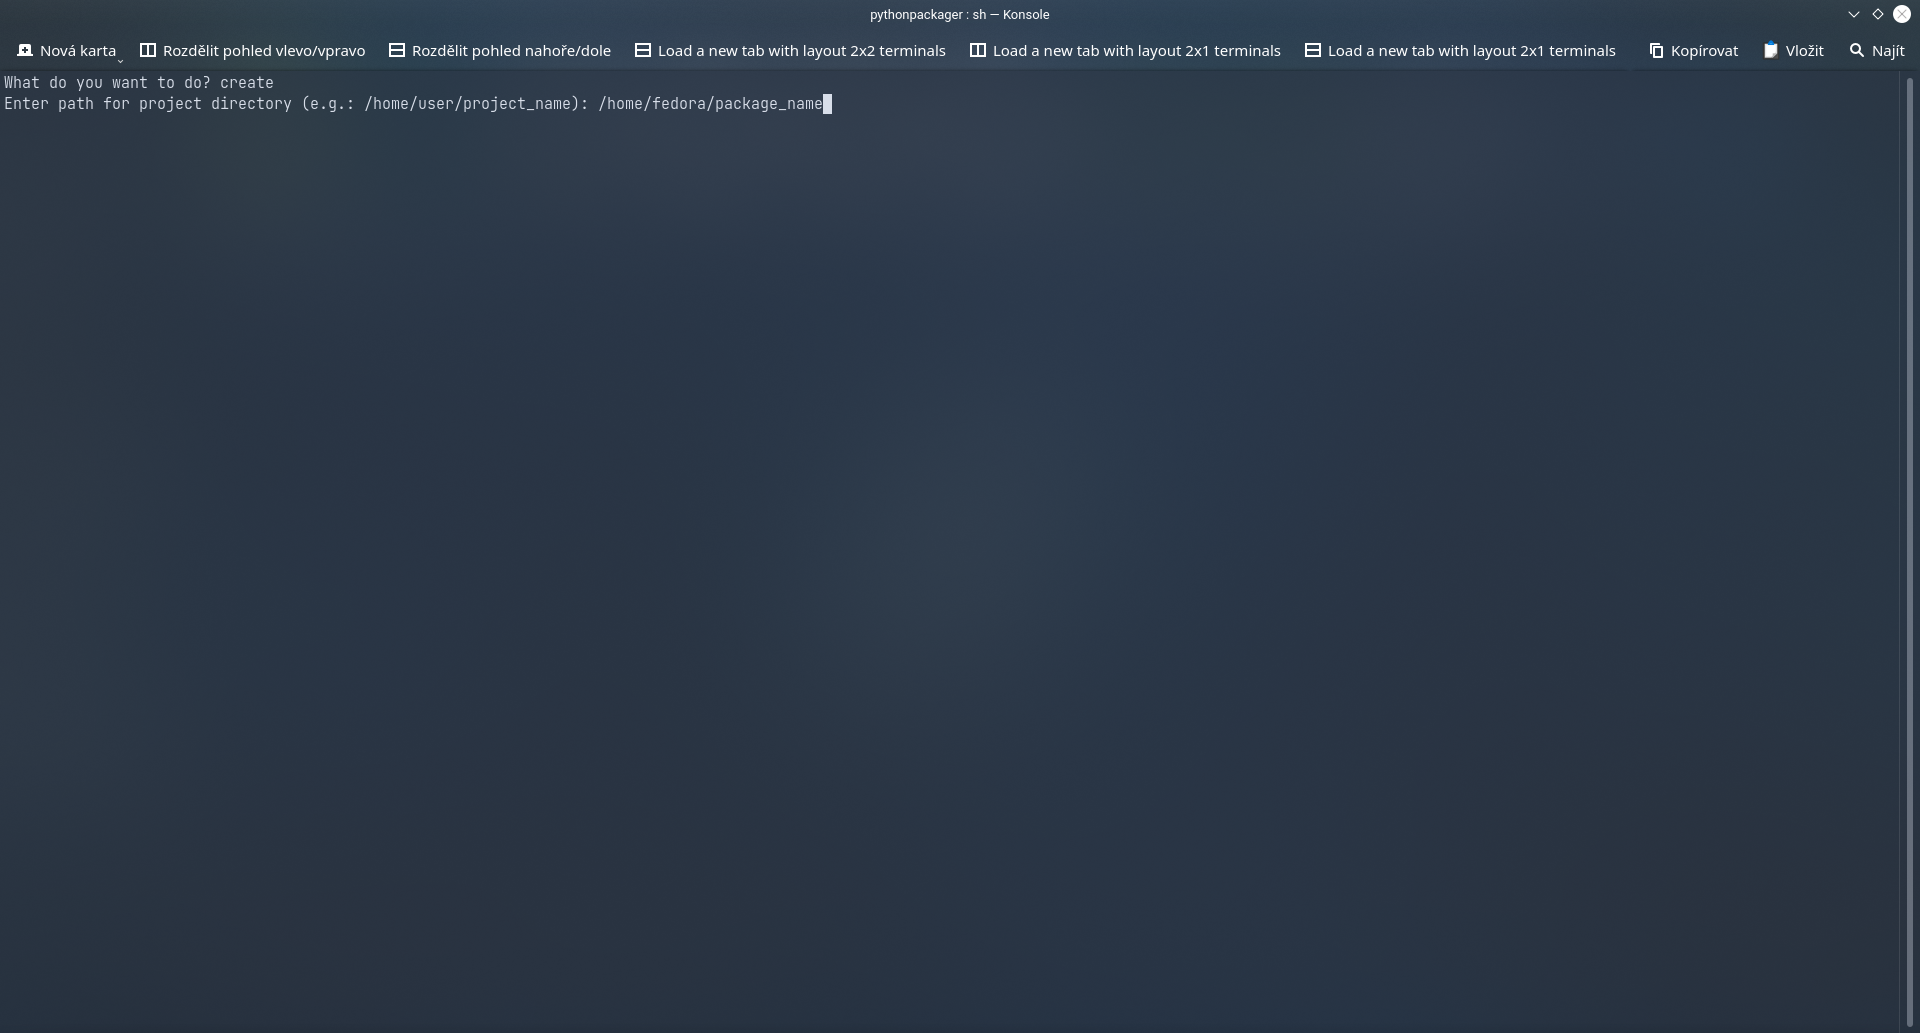 pythonpackager : sh — Konsole
Nová karta Rozdělit pohled vlevo/vpravo Rozdělit pohled nahoře/dole Load a new tab with layout 2x2 terminals Load a new tab with layout 2x1 terminals Load a new tab with layout 2x1 terminals Kopírovat Vložit Najít
What do you want to do? create
Enter path for project directory (e.g.: /home/user/project_name): /home/fedora/package_name